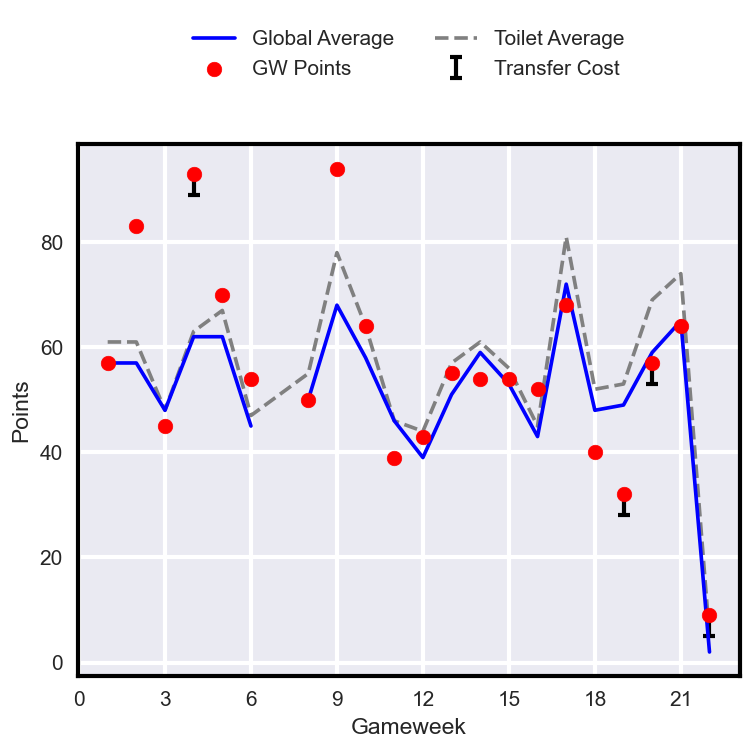 Global Average Toilet Average
GW Points Transfer Cost
80
60
40
20
0
Points
0 3 6 9 12 15 18 21
Gameweek